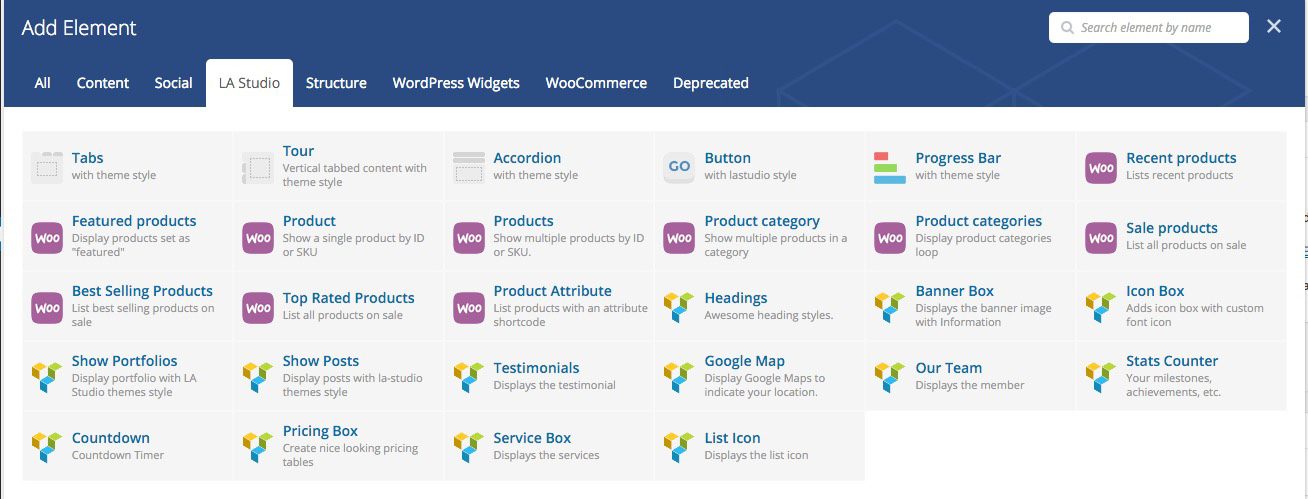 Add Element
Search element by name
All Content Social LA Studio Structure WordPress Widgets WooCommerce Deprecated
Tabs
with theme style
Tour
Vertical tabbed content with
theme style
Accordion
with theme style
GO
Button
with lastudio style
Progress Bar
with theme style
Woo
Recent products
Lists recent products
Woo
Featured products
Display products set as
"featured"
Woo
Product
Show a single product by ID
or SKU
Woo
Products
Show multiple products by ID
or SKU.
Woo
Product category
Show multiple products in a
category
Woo
Product categories
Display product categories
loop
Woo
Sale products
List all products on sale
Woo
Best Selling Products
List best selling products on
sale
Woo
Top Rated Products
List all products on sale
Woo
Product Attribute
List products with an attribute
shortcode
Headings
Awesome heading styles.
Banner Box
Displays the banner image
with Information
Icon Box
Adds icon box with custom
font icon
Show Portfolios
Display portfolio with LA
Studio themes style
Show Posts
Display posts with la-studio
themes style
Testimonials
Displays the testimonial
Google Map
Display Google Maps to
indicate your location.
Our Team
Displays the member
Stats Counter
Your milestones,
achievements, etc.
Countdown
Countdown Timer
Pricing Box
Create nice looking pricing
tables
Service Box
Displays the services
List Icon
Displays the list icon